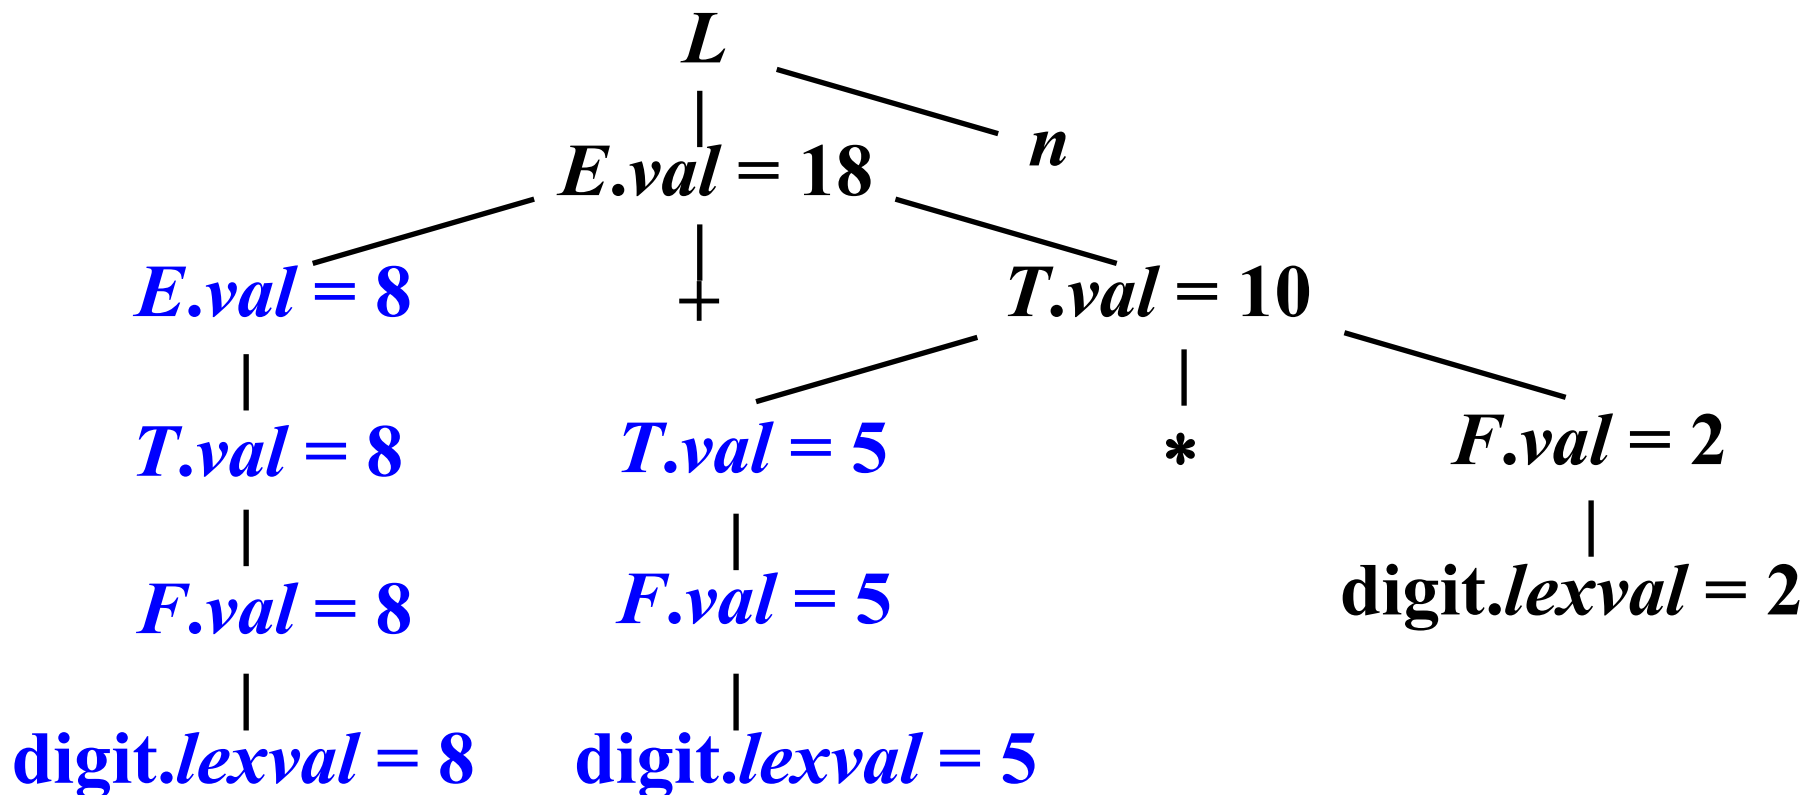 L
n
E.val = 18
E.val = 8
+
T.val = 10
T.val = 8
T.val = 5
*
F.val = 2
F.val = 8
F.val = 5
digit.lexval = 2
digit.lexval = 8
digit.lexval = 5